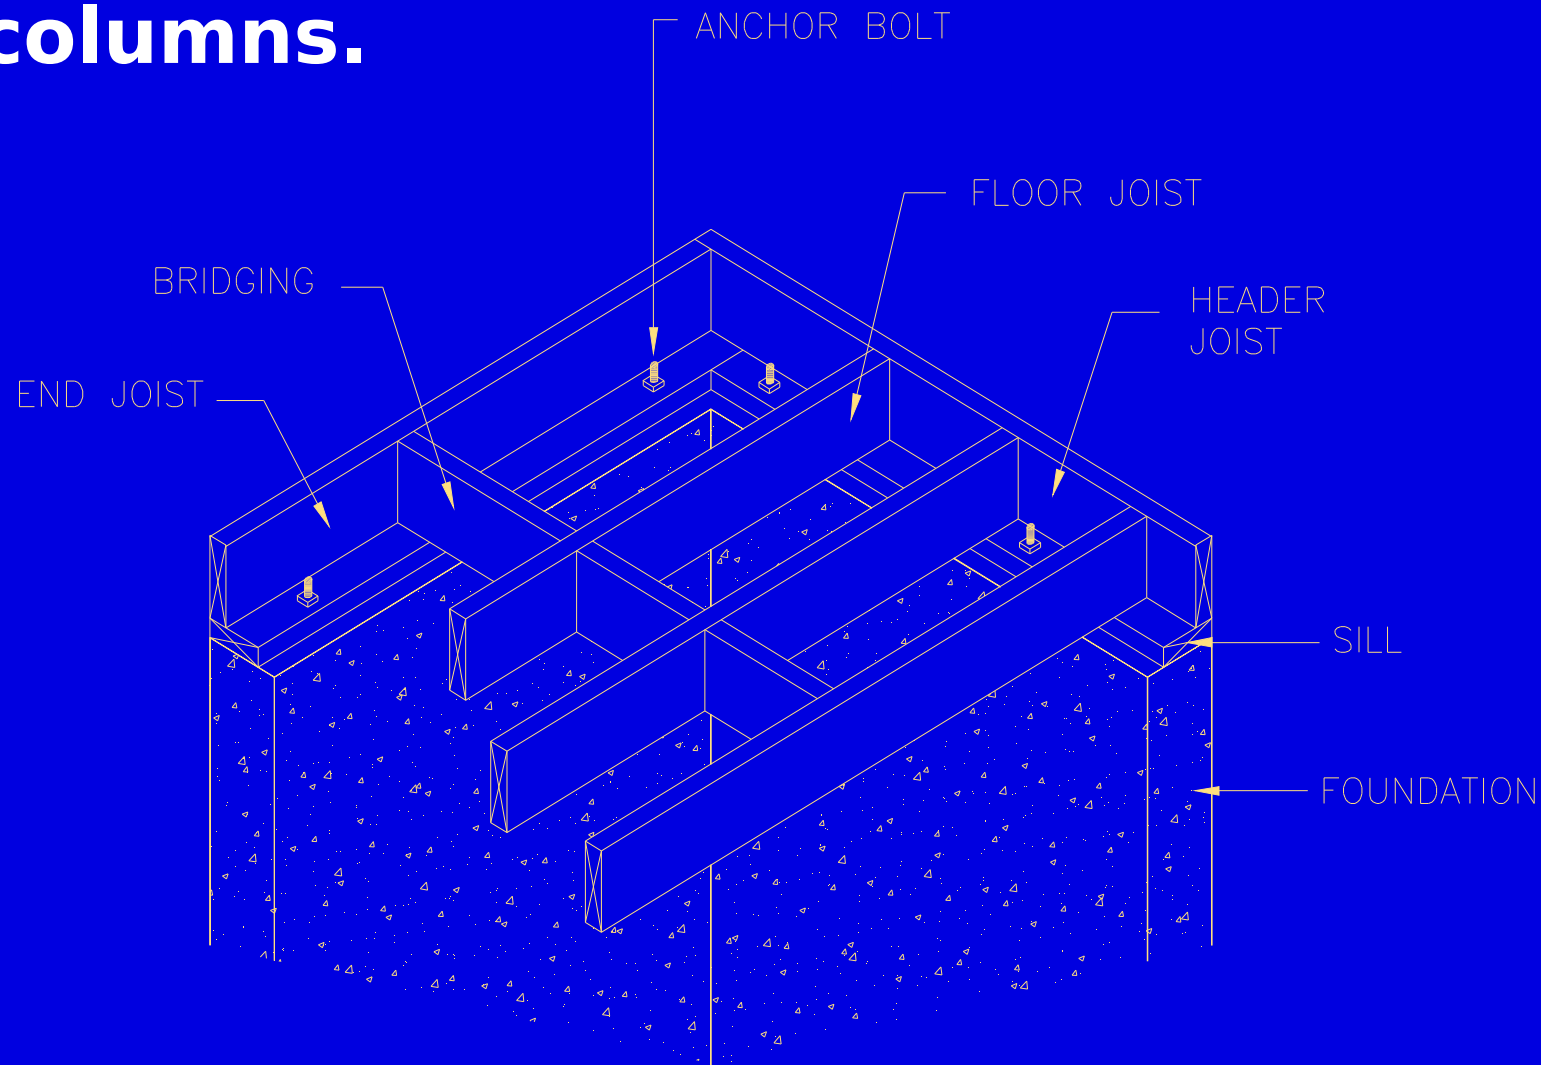 columns.
ANCHOR BOLT
FLOOR JOIST
BRIDGING
HEADER
JOIST
END JOIST
SILL
FOUNDATION